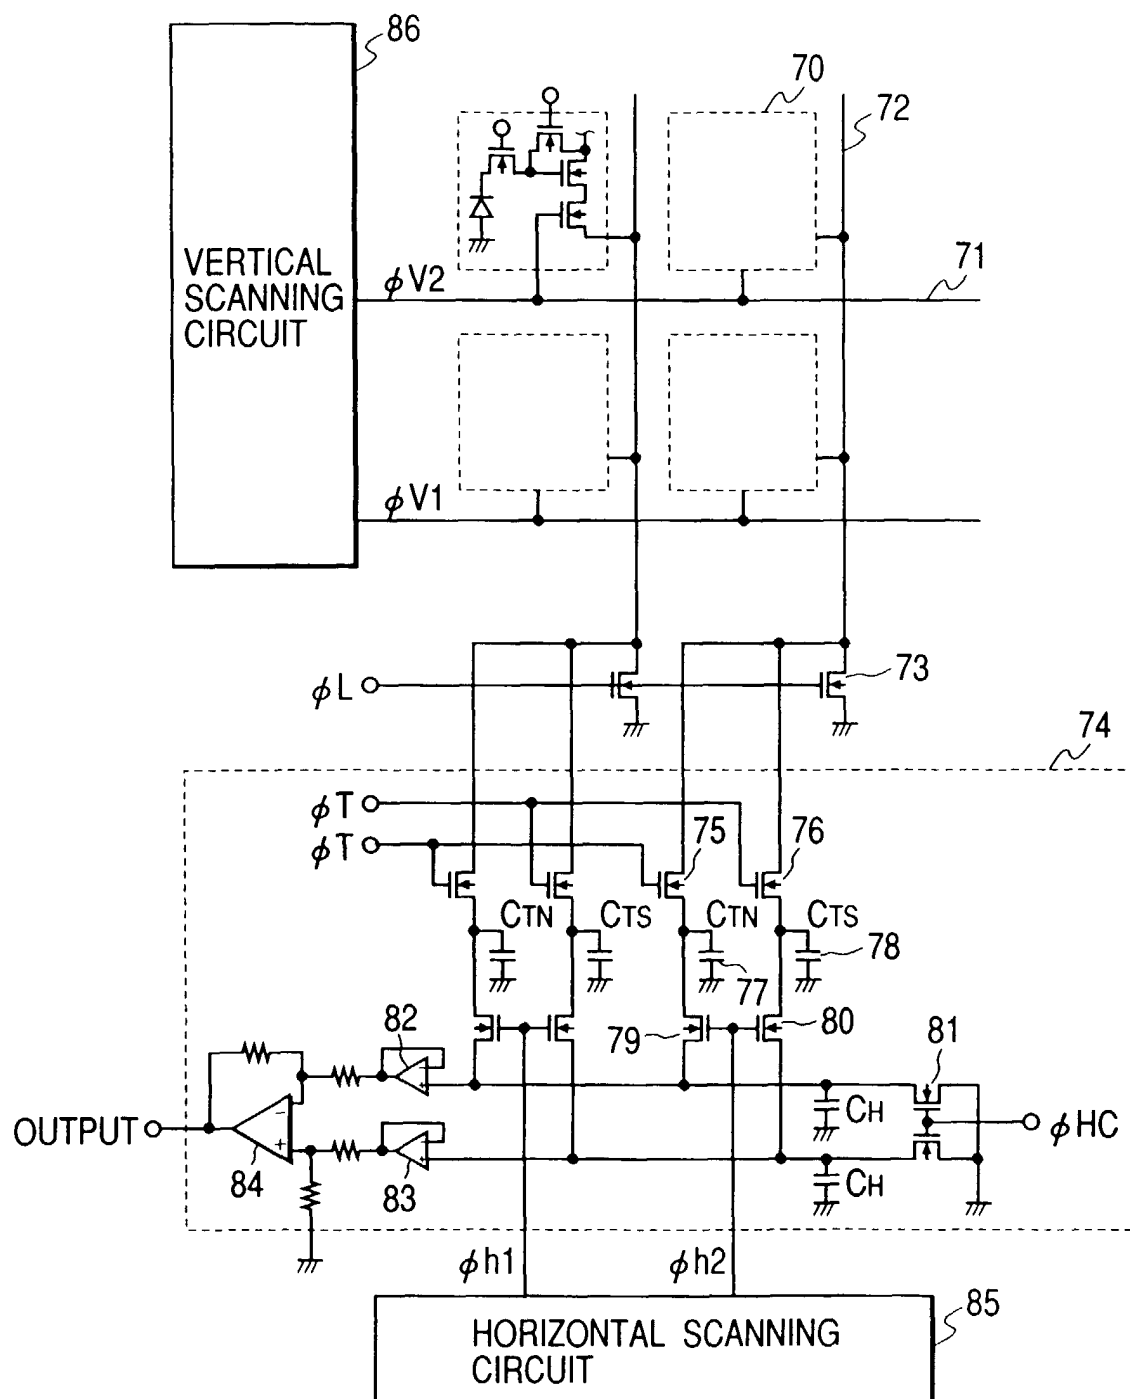 86
70
72
VERTICAL
SCANNING
CIRCUIT
ϕV2
71
ϕV1
ϕL
73
74
ϕT
ϕT
75
76
CTN
CTS
CTN
CTS
78
77
82
79
80
81
CH
OUTPUT
ϕHC
84
83
CH
ϕh1
ϕh2
85
HORIZONTAL SCANNING
CIRCUIT